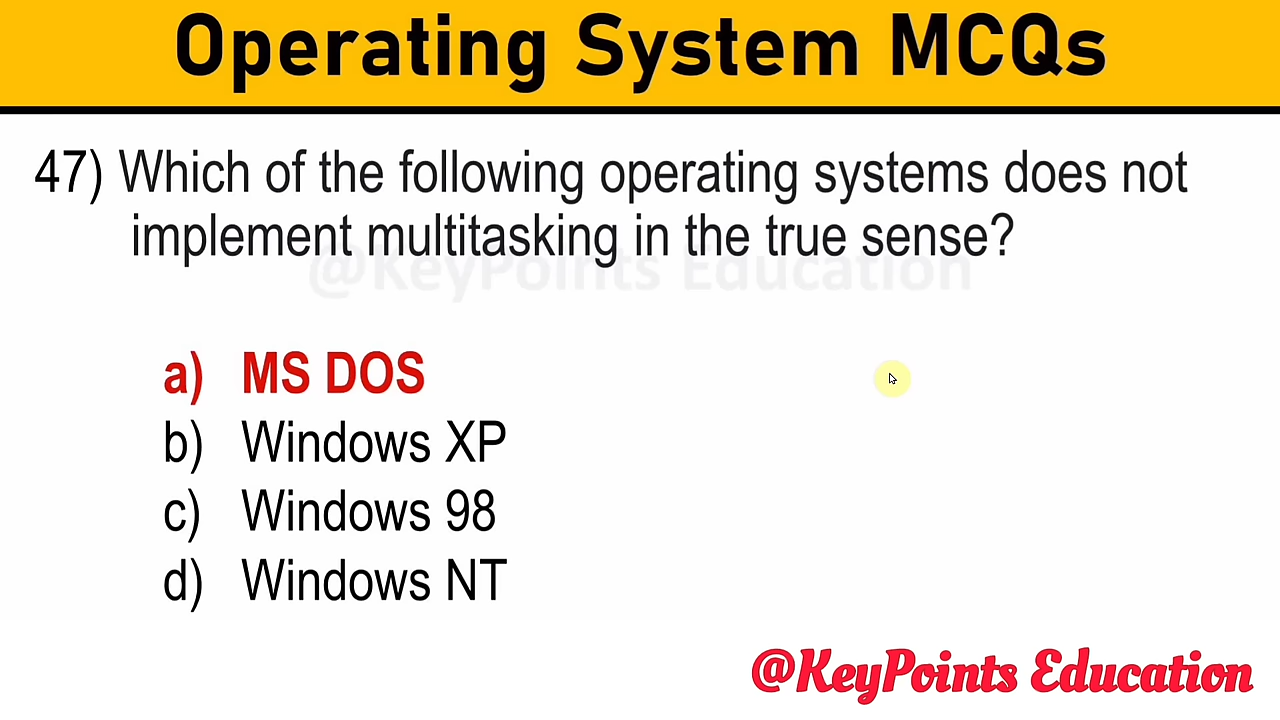 Operating System MCQs
47) Which of the following operating systems does not
implement multitasking in the true sense?
@KeyPoints Education
a) MS DOS
b) Windows XP
c) Windows 98
d) Windows NT
@KeyPoints Education